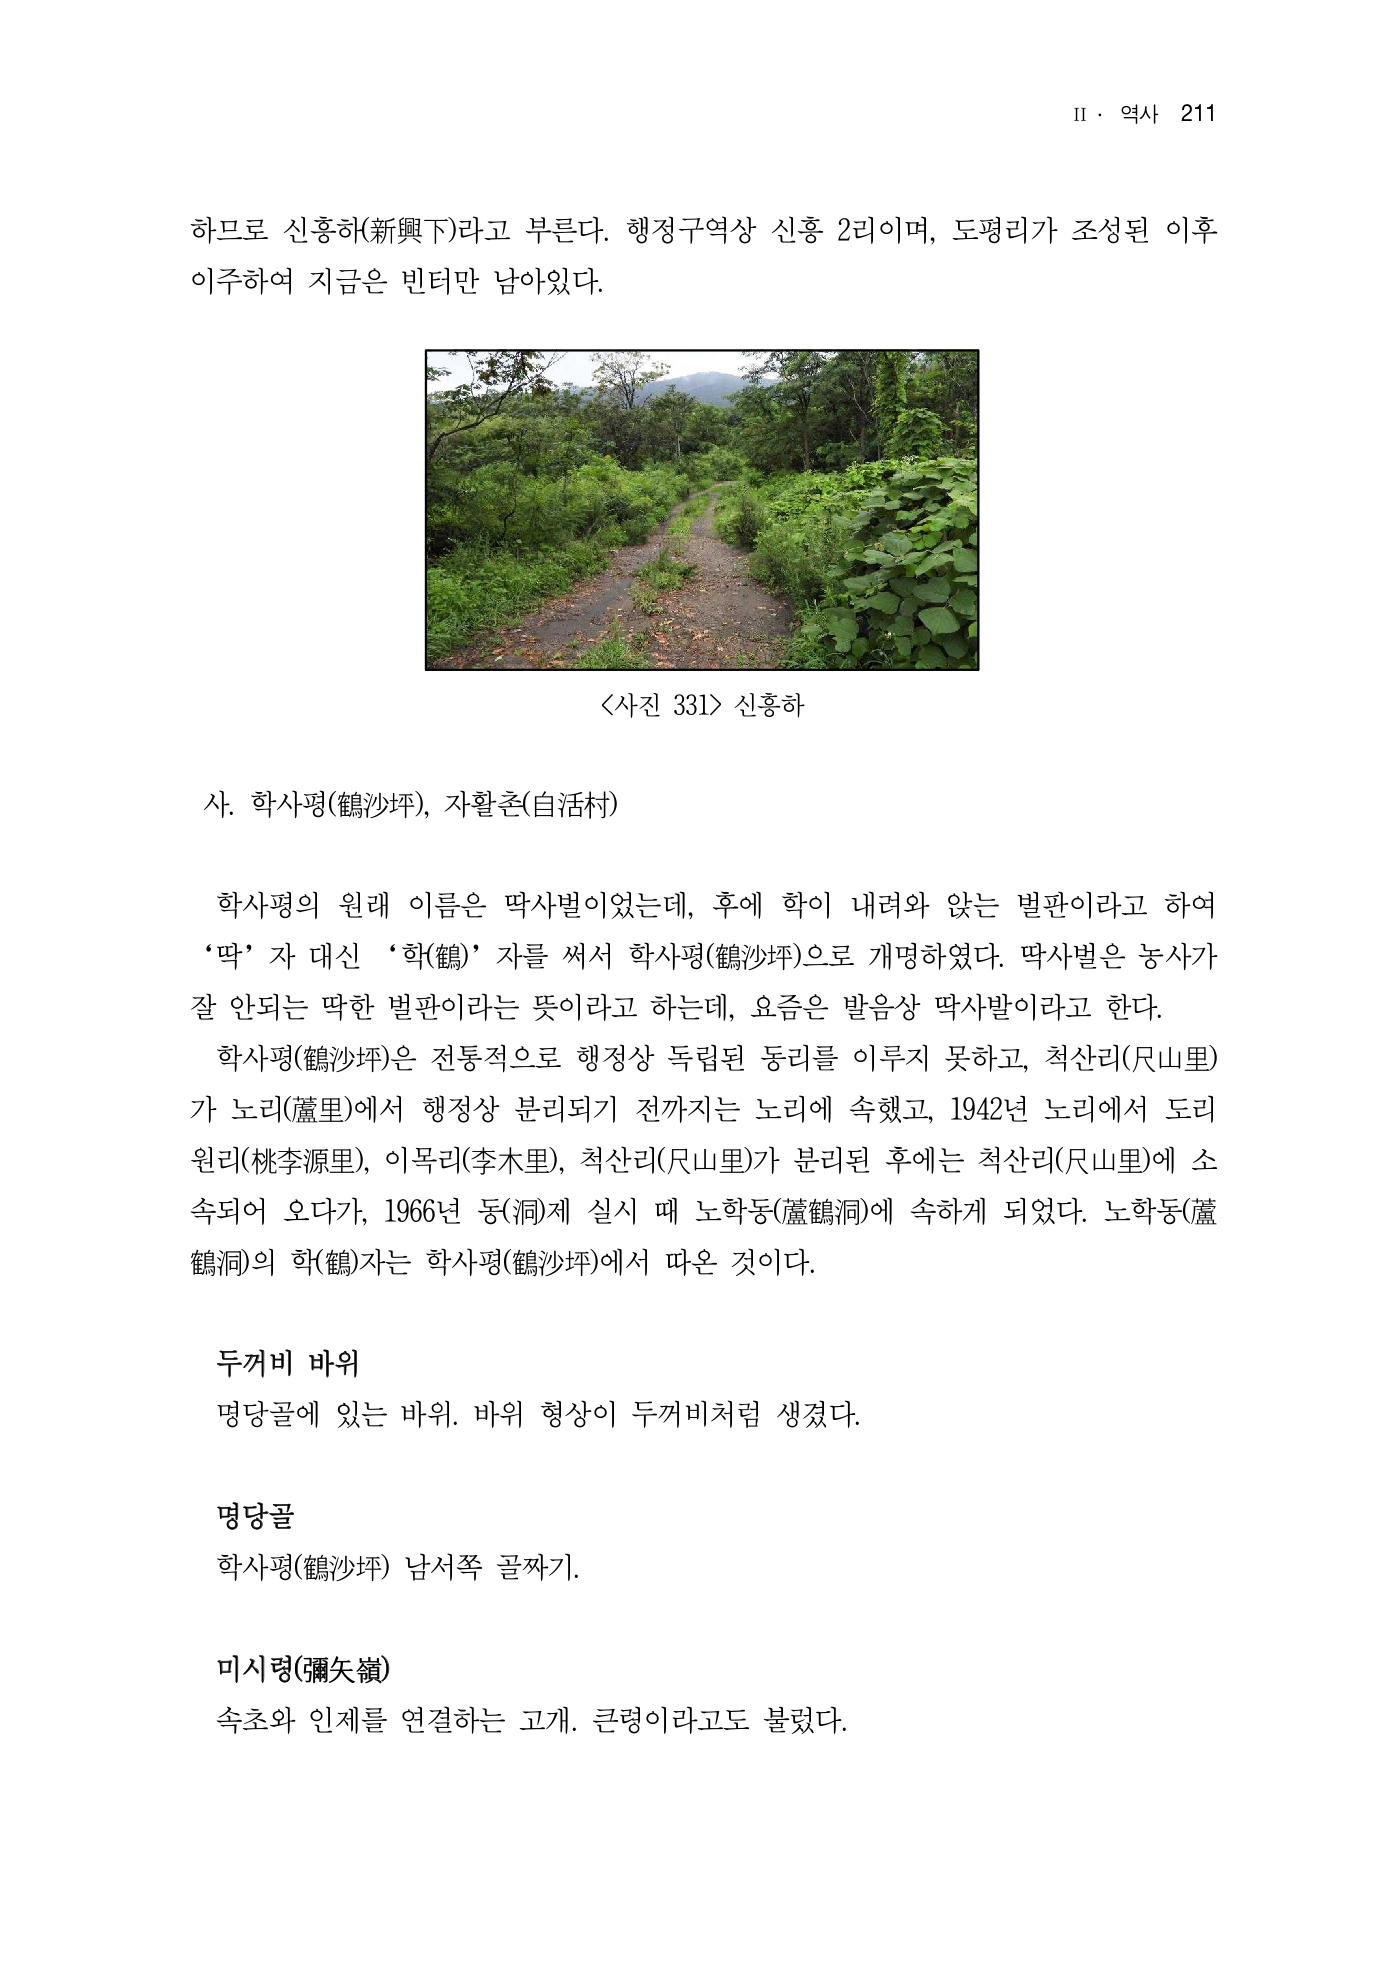 II · 역사 211
하므로 신흥하(新興下)라고 부른다. 행정구역상 신흥 2리이며, 도평리가 조성된 이후
이주하여 지금은 빈터만 남아있다.
<사진 331> 신흥하
사. 학사평(鶴沙坪), 자활촌(自活村)
학사평의 원래 이름은 딱사벌이었는데, 후에 학이 내려와 앉는 벌판이라고 하여
‘딱’자 대신 ‘학(鶴)’자를 써서 학사평(鶴沙坪)으로 개명하였다. 딱사벌은 농사가
잘 안되는 딱한 벌판이라는 뜻이라고 하는데, 요즘은 발음상 딱사발이라고 한다.
학사평(鶴沙坪)은 전통적으로 행정상 독립된 동리를 이루지 못하고, 척산리(尺山里)
가 노리(蘆里)에서 행정상 분리되기 전까지는 노리에 속했고, 1942년 노리에서 도리
원리(桃李源里), 이목리(李木里), 척산리(尺山里)가 분리된 후에는 척산리(尺山里)에 소
속되어 오다가, 1966년 동(洞)제 실시 때 노학동(蘆鶴洞)에 속하게 되었다. 노학동(蘆
鶴洞)의 학(鶴)자는 학사평(鶴沙坪)에서 따온 것이다.
두꺼비 바위
명당골에 있는 바위. 바위 형상이 두꺼비처럼 생겼다.
명당골
학사평(鶴沙坪) 남서쪽 골짜기.
미시령(彌矢嶺)
속초와 인제를 연결하는 고개. 큰령이라고도 불렀다.